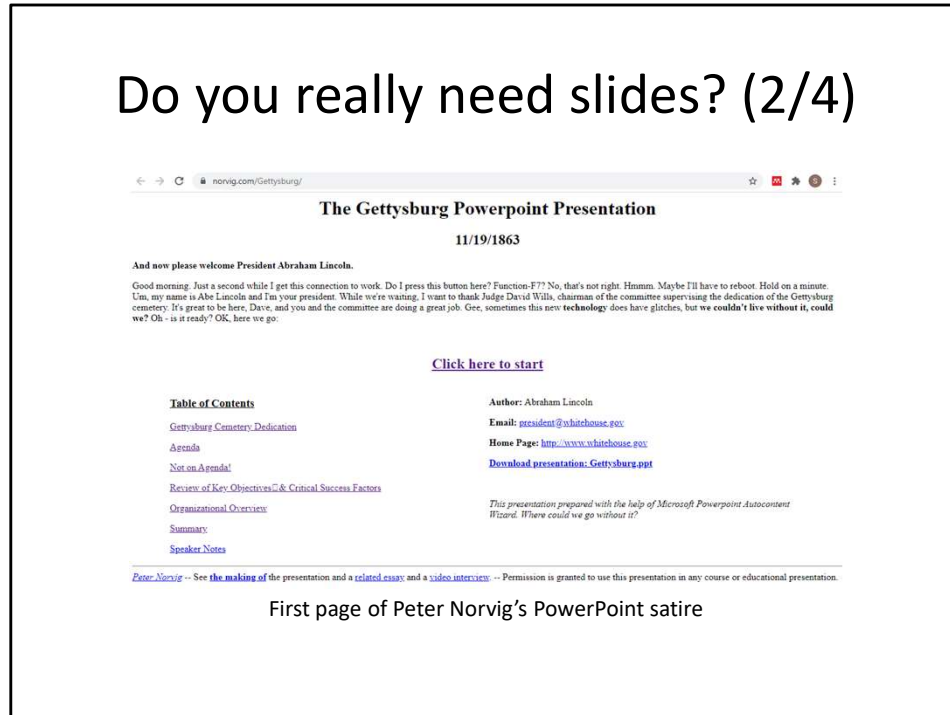 Do you really need slides? (2/4)
norvig.com/Gettysburg/
The Gettysburg Powerpoint Presentation
11/19/1863
And now please welcome President Abraham Lincoln.
Good morning. Just a second while I get this connection to work. Do I press this button here? Function-F7? No, that's not right. Hmmm. Maybe I'll have to reboot. Hold on a minute.
Um, my name is Abe Lincoln and I'm your president. While we're waiting, I want to thank Judge David Wills, chairman of the committee supervising the dedication of the Gettysburg
cemetery. It's great to be here, Dave, and you and the committee are doing a great job. Gee, sometimes this new technology does have glitches, but we couldn't live without it, could
we? Oh - is it ready? OK, here we go:
Click here to start
Table of Contents
Gettysburg Cemetery Dedication
Agenda
Not on Agenda!
Review of Key Objectives & Critical Success Factors
Organizational Overview
Summary
Speaker Notes
Author: Abraham Lincoln
Email: president@whitehouse.gov
Home Page: http://www.whitehouse.gov
Download presentation: Gettysburg.ppt
This presentation prepared with the help of Microsoft Powerpoint Autocontent
Wizard. Where could we go without it?
Peter Norvig -- See the making of the presentation and a related essay and a video interview. -- Permission is granted to use this presentation in any course or educational presentation.
First page of Peter Norvig's PowerPoint satire